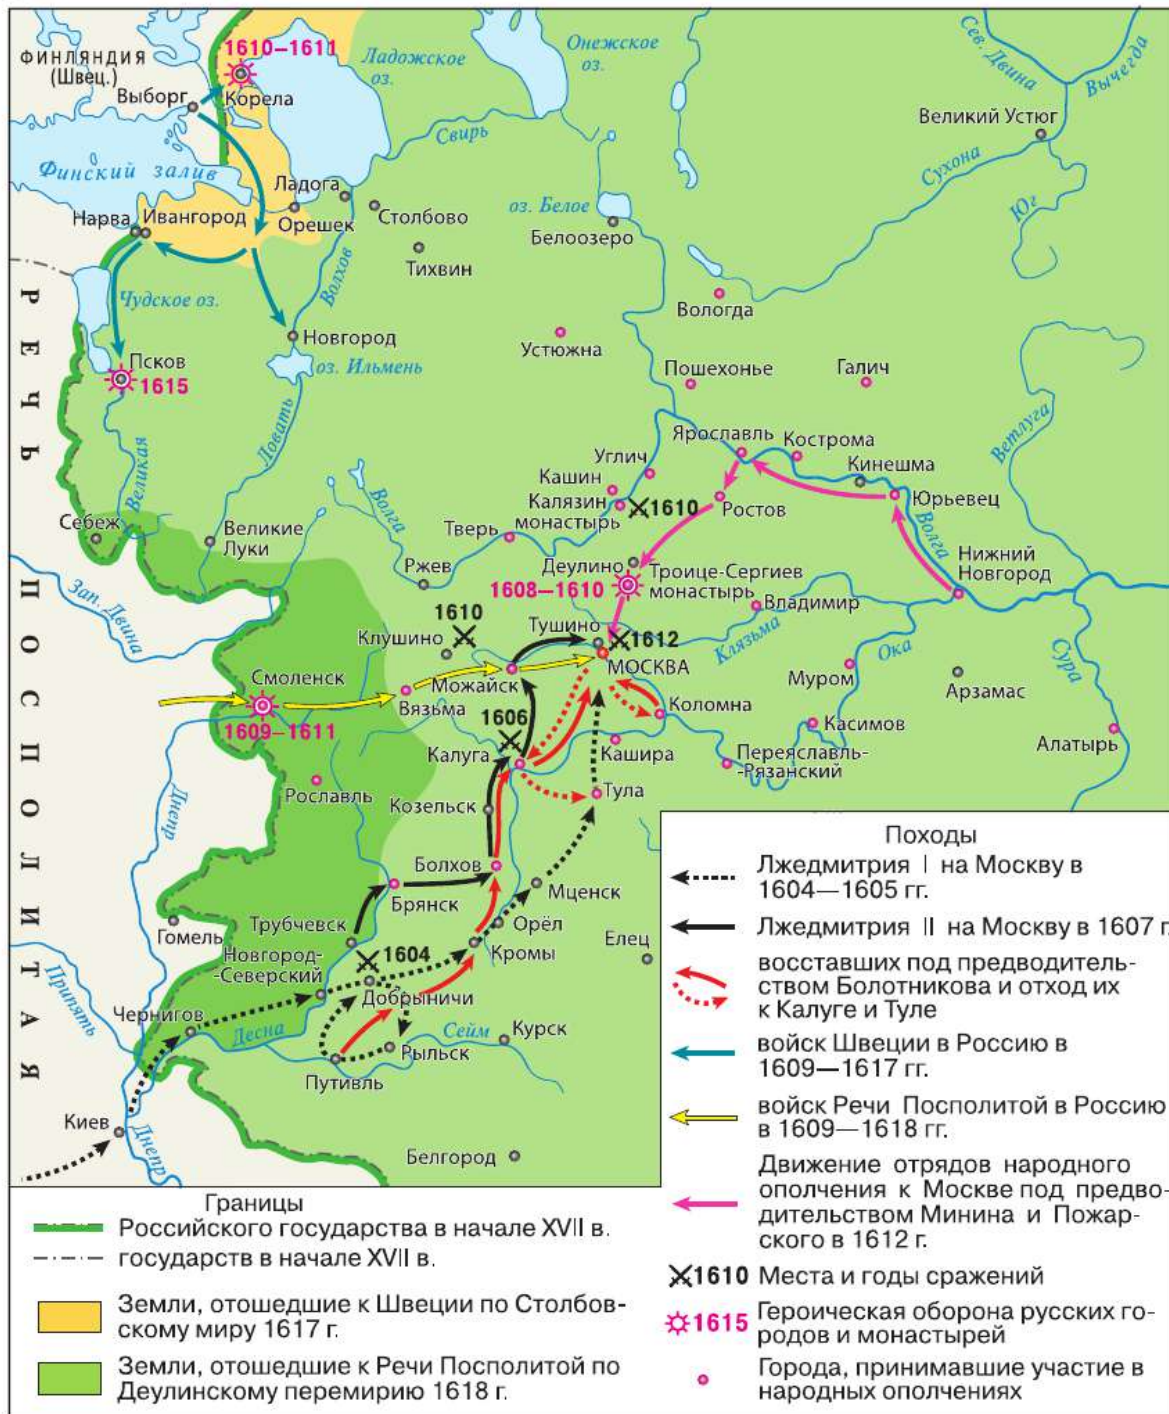 1610–1611
ФИНЛЯНДИЯ
(Швец.)
Выборг
Корела
Ладожское
оз.
Онежское
оз.
Сев. Двина
Вычегда
Великий Устюг
Свирь
Сухона
Юг
Финский залив
Ладога
Орешек
Столбово
оз. Белое
Белоозеро
Нарва
Ивангород
Тихвин
Волхов
Чудское оз.
Вологда
Новгород
оз. Ильмень
Устюжна
Псков
1615
Пошехонье
Галич
Ветлуга
Ловать
Великая
Ярославль
Кострома
Кинешма
Юрьевец
Углич
Кашин
Калязин
монастырь
1610
Ростов
Волга
Волга
Себеж
Великие
Луки
Тверь
Ржев
Деулино
1608–1610
Троице-Сергиев
монастырь
Нижний
Новгород
Владимир
Зап. Двина
1610
Клушино
Тушино
1612
МОСКВА
Клязьма
Ока
Сура
Смоленск
1609–1611
Вязьма
Можайск
Муром
Арзамас
Коломна
1606
Калуга
Кашира
Касимов
Переяславль-
-Рязанский
Алатырь
Рославль
Днепр
Козельск
Тула
Болхов
Брянск
Мценск
Трубчевск
Гомель
Орёл
Новгород-
-Северский
1604
Кромы
Елец
Добрыничи
Припять
Чернигов
Десна
Сейм
Курск
Рыльск
Путивль
Киев
Днепр
Белгород
РЕЧЬ ПОСПОЛИТАЯ
Походы
Лжедмитрия I на Москву в
1604—1605 гг.
Лжедмитрия II на Москву в 1607 г.
восставших под предводитель-
ством Болотникова и отход их
к Калуге и Туле
войск Швеции в Россию в
1609—1617 гг.
войск Речи Посполитой в Россию
в 1609—1618 гг.
Движение отрядов народного
ополчения к Москве под предво-
дительством Минина и Пожар-
ского в 1612 г.
1610 Места и годы сражений
1615 Героическая оборона русских го-
родов и монастырей
Города, принимавшие участие в
народных ополчениях
Границы
Российского государства в начале XVII в.
государств в начале XVII в.
Земли, отошедшие к Швеции по Столбов-
скому миру 1617 г.
Земли, отошедшие к Речи Посполитой по
Деулинскому перемирию 1618 г.